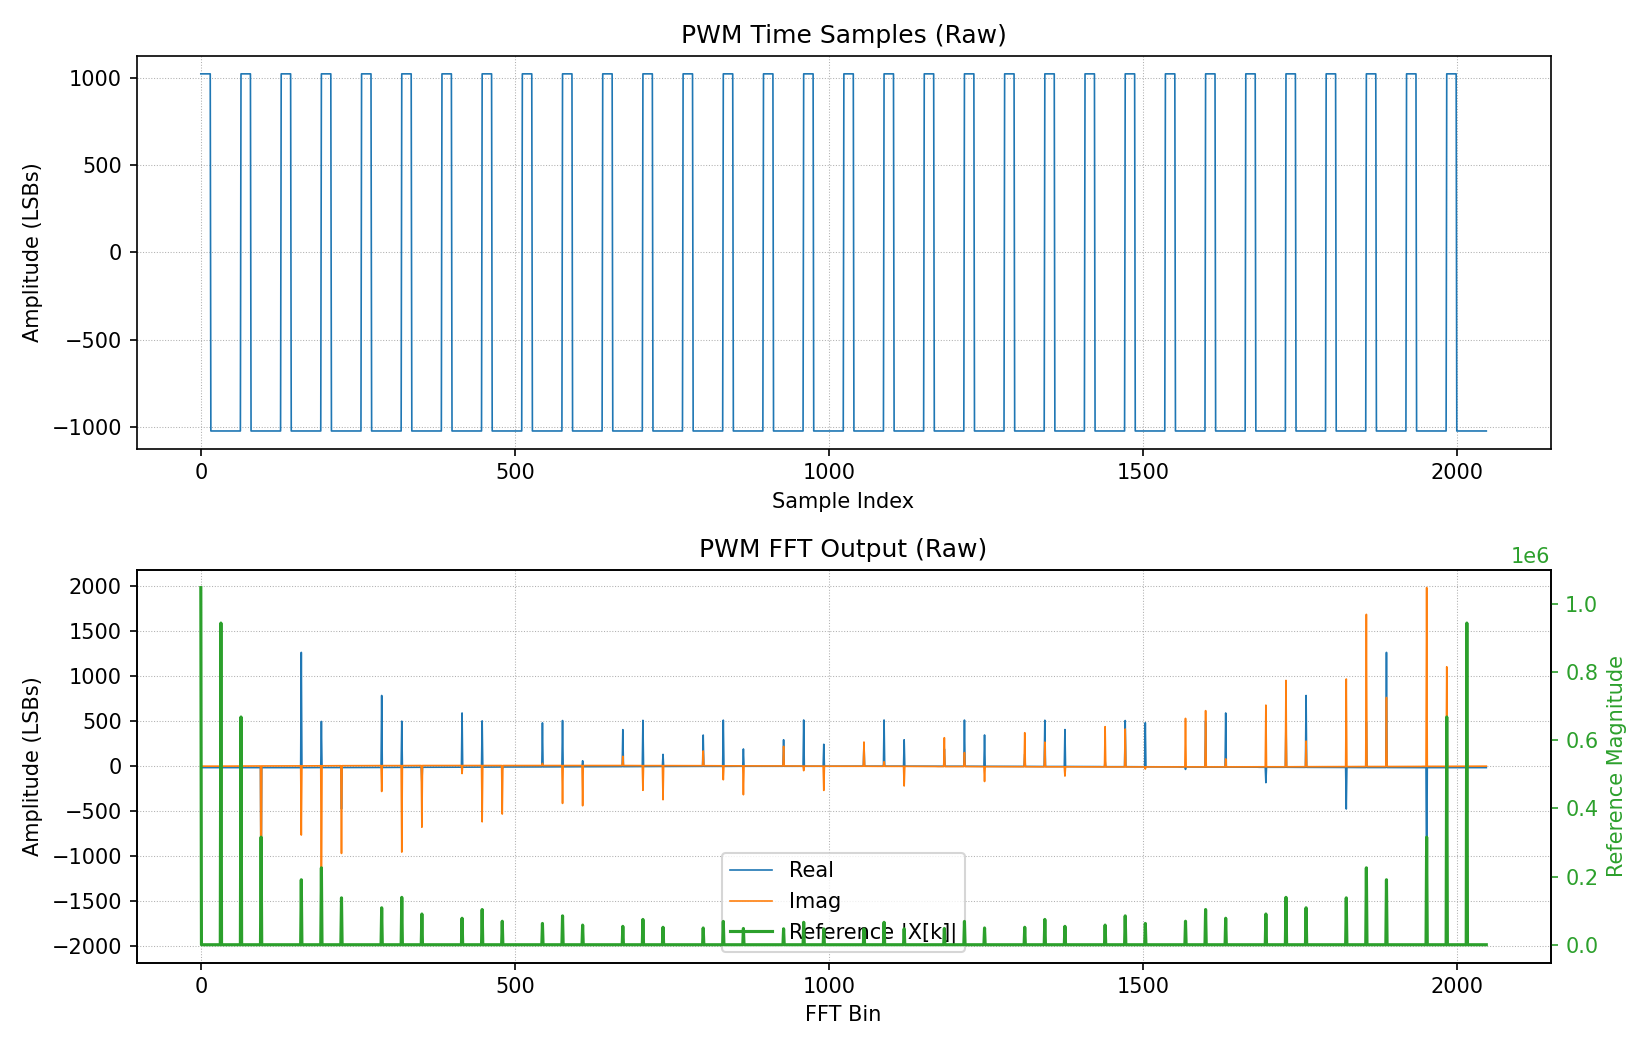 PWM Time Samples (Raw)
1000
500
0
−500
−1000
Amplitude (LSBs)
0 500 1000 1500 2000
Sample Index
PWM FFT Output (Raw)
1e6
2000
1500
1000
500
0
−500
−1000
−1500
−2000
Amplitude (LSBs)
1.0
0.8
0.6
0.4
0.2
0.0
Reference Magnitude
Real
Imag
Reference |X[k]|
0 500 1000 1500 2000
FFT Bin